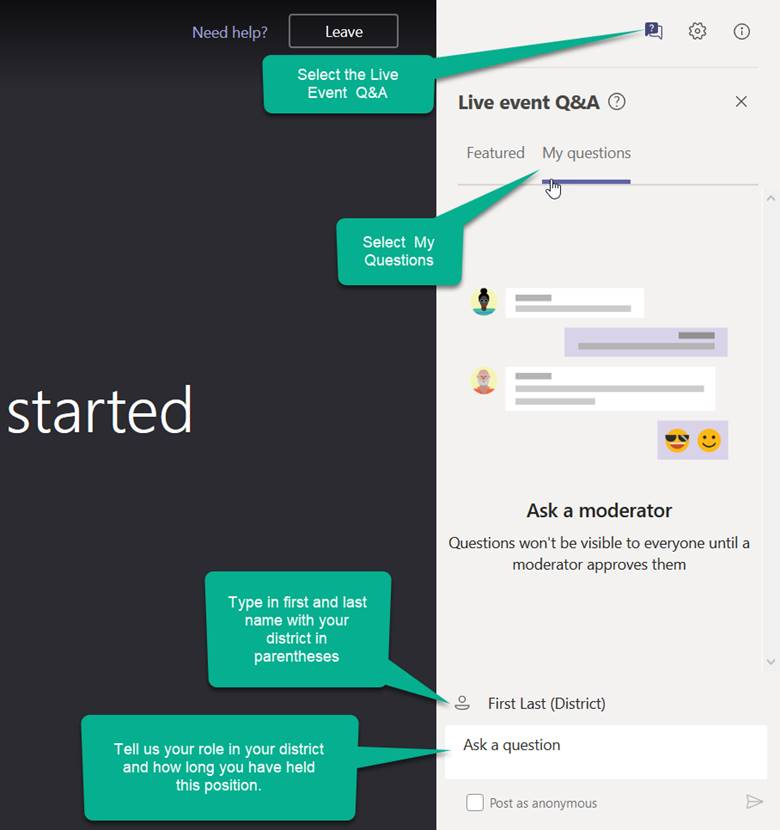 Need help?
Leave
Select the Live
Event Q&A
Live event Q&A
Featured
My questions
Select My
Questions
started
Ask a moderator
Questions won't be visible to everyone until a
moderator approves them
Type in first and last
name with your
district in
parentheses
First Last (District)
Tell us your role in your district
and how long you have held
this position.
Ask a question
Post as anonymous